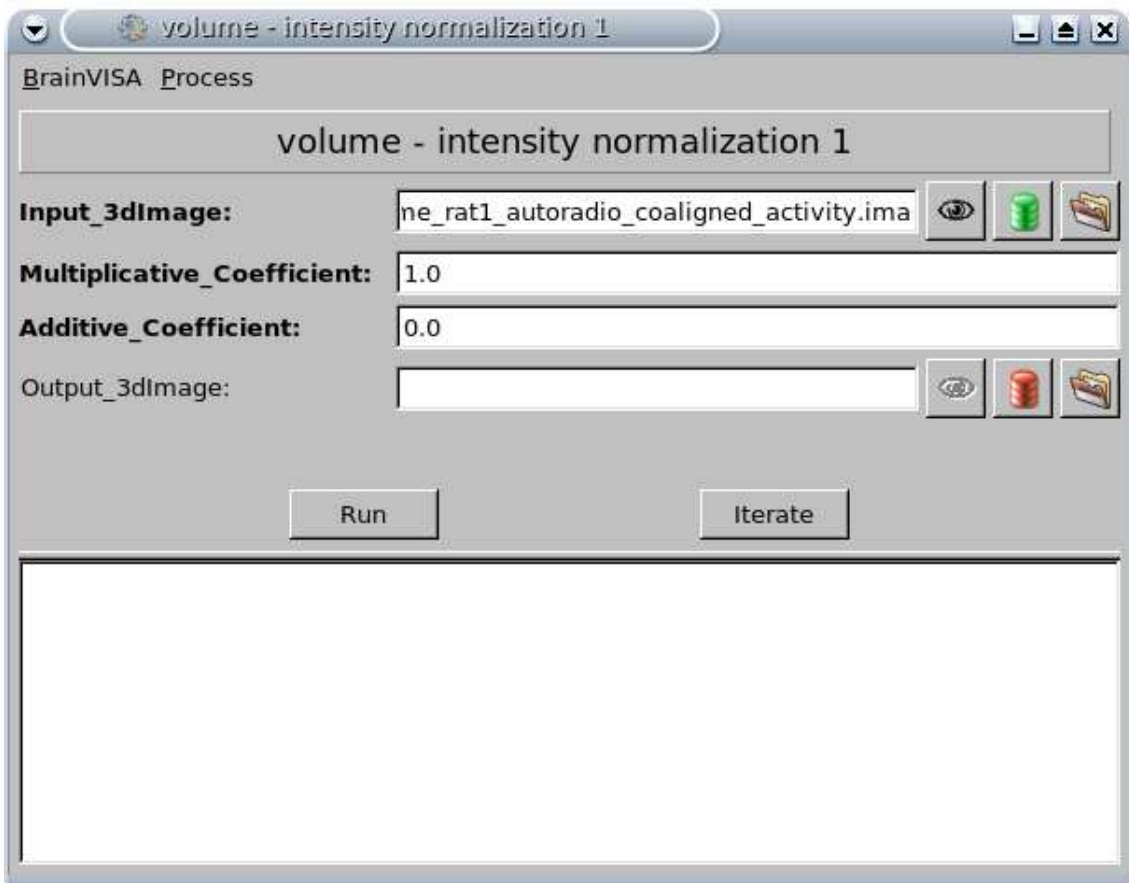 volume - intensity normalization 1
BrainVISA Process
volume - intensity normalization 1
Input_3dImage: ne_rat1_autoradio_coaligned_activity.ima
Multiplicative_Coefficient: 1.0
Additive_Coefficient: 0.0
Output_3dImage:
Run Iterate